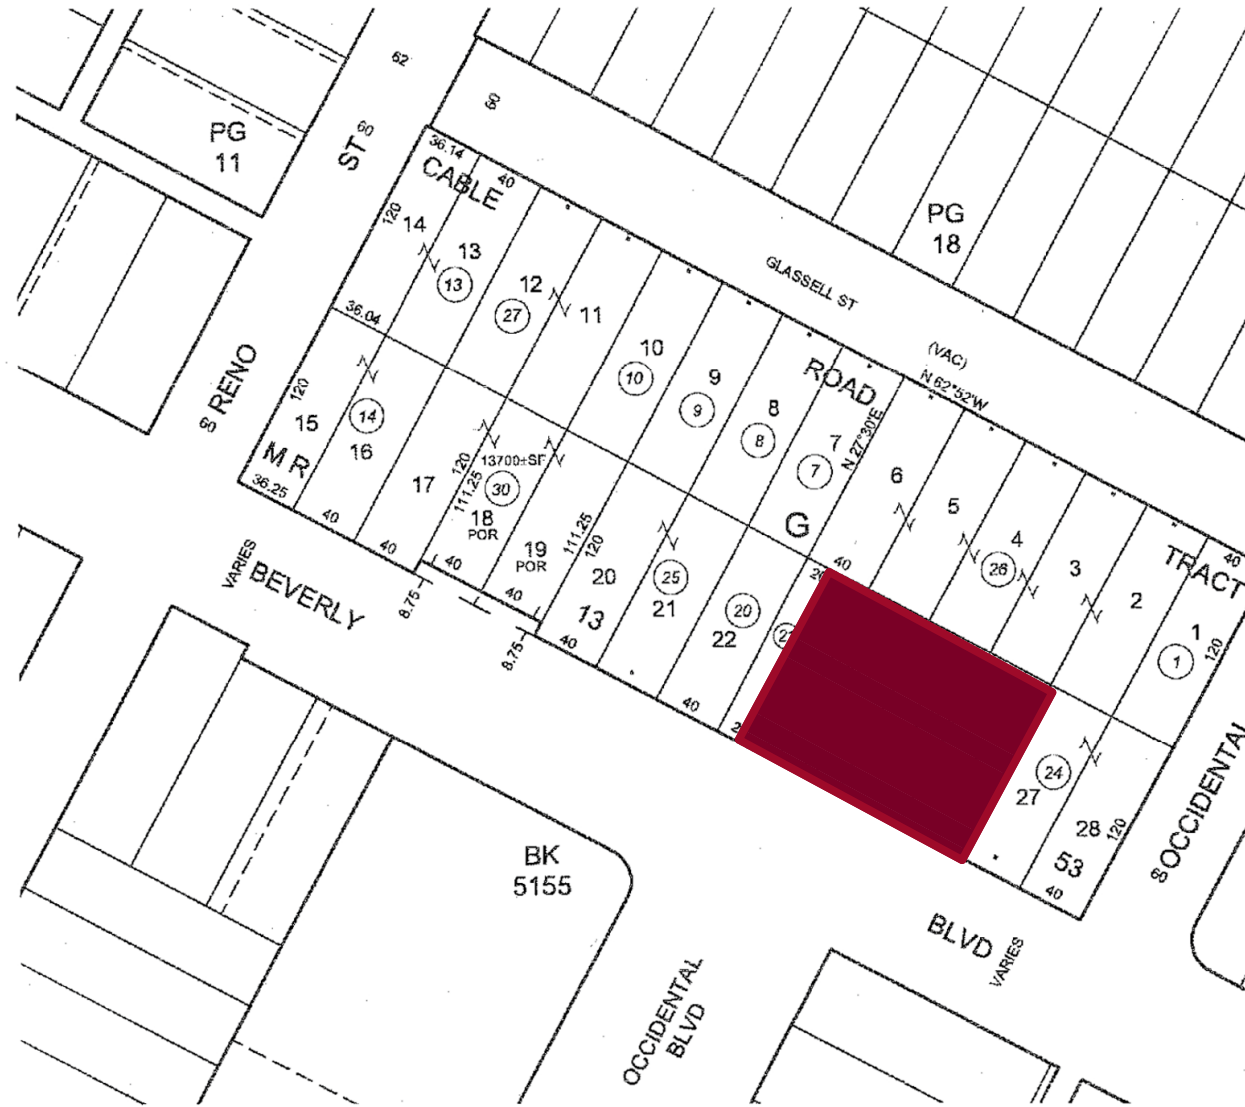 62
60
PG
11
ST
60
36.14
CABLE
40
120
14
13
13
12
27
11
10
10
9
9
8
8
7
7
N 27°30'E
ROAD
GLASSELL ST
(VAC)
N 62°52'W
PG
18
6
5
4
26
3
2
1
1
40
TRACT
120
36.04
RENO
60
120
15
14
16
M R
36.25
40
17
40
120
111.25
13700±SF
30
18
POR
40
19
POR
40
111.25
120
20
13
40
25
21
20
22
40
G
40
8.75
8.75
VARIES
BEVERLY
24
27
28
120
53
40
60
OCCIDENTAL
BLVD
VARIES
BK
5155
OCCIDENTAL
BLVD